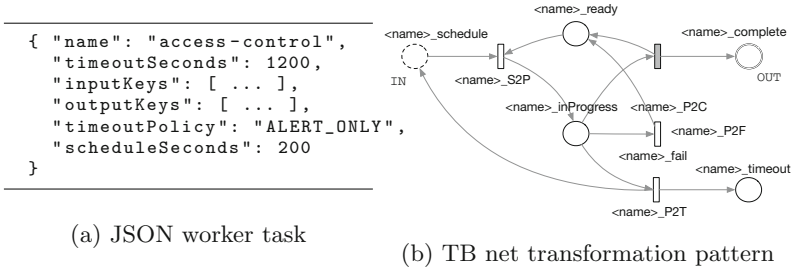 { "name": "access-control",
"timeoutSeconds": 1200,
"inputKeys": [ ... ],
"outputKeys": [ ... ],
"timeoutPolicy": "ALERT_ONLY",
"scheduleSeconds": 200
}
(a) JSON worker task
<name>_ready
<name>_schedule
<name>_complete
IN
<name>_S2P
OUT
<name>_inProgress
<name>_P2C
<name>_P2F
<name>_fail
<name>_timeout
<name>_P2T
(b) TB net transformation pattern